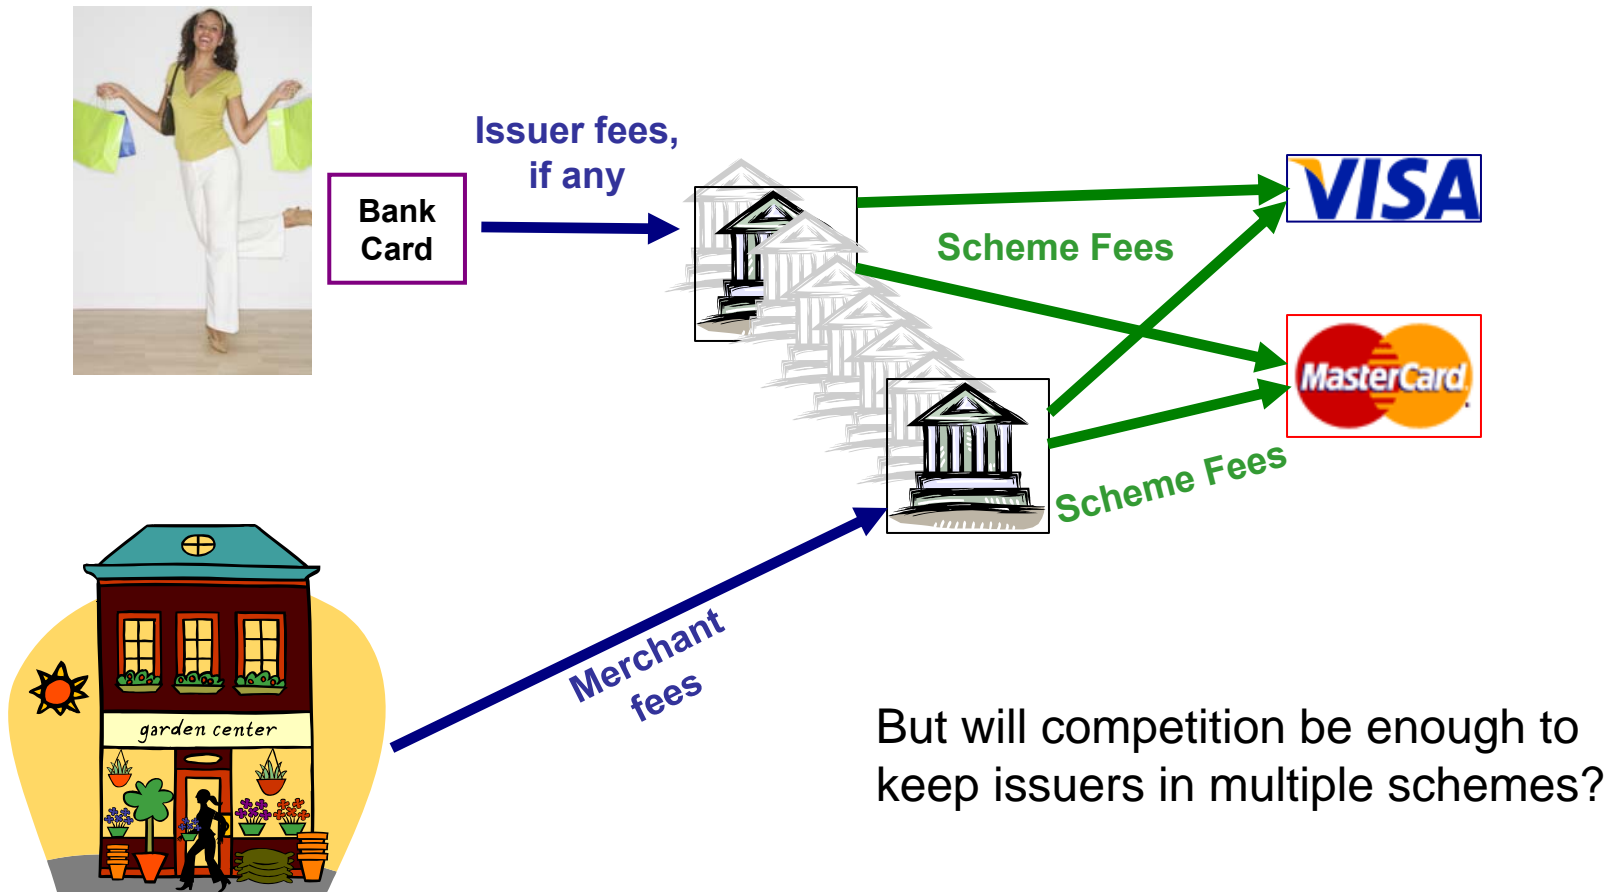 Issuer fees,
if any
Bank
Card
VISA
Scheme Fees
MasterCard
Scheme Fees
Merchant
fees
garden center
But will competition be enough to
keep issuers in multiple schemes?